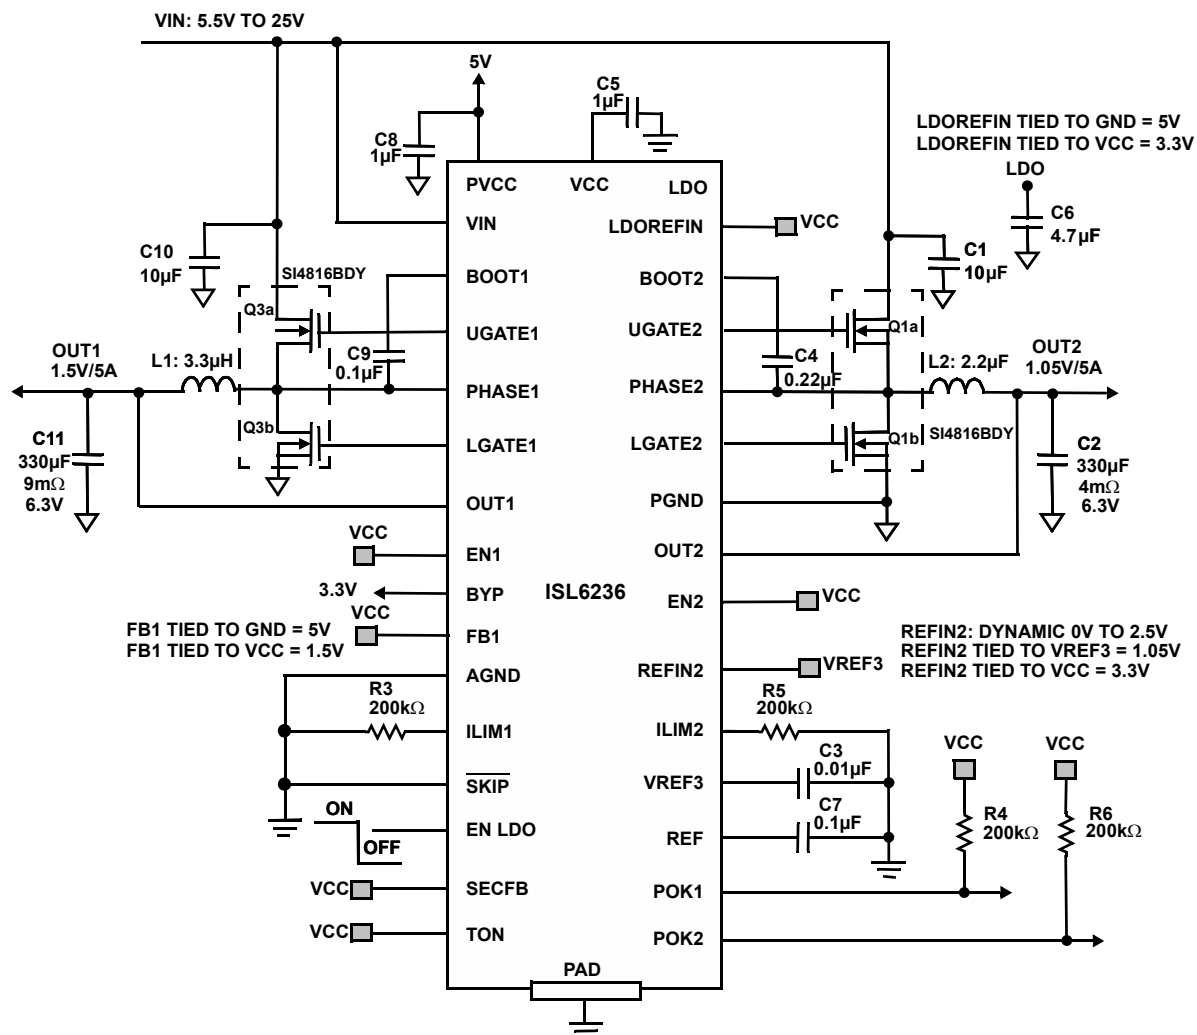 VIN: 5.5V TO 25V
5V
C5
1µF
C8
1µF
LDOREFIN TIED TO GND = 5V
LDOREFIN TIED TO VCC = 3.3V
LDO
C6
4.7µF
PVCC
VCC
LDO
VIN
LDOREFIN
VCC
C10
10µF
C1
10µF
SI4816BDY
BOOT1
BOOT2
Q3a
UGATE1
UGATE2
Q1a
OUT1
1.5V/5A
L1: 3.3µH
C9
0.1µF
C4
0.22µF
L2: 2.2µF
OUT2
1.05V/5A
PHASE1
PHASE2
Q3b
LGATE1
LGATE2
Q1b
SI4816BDY
C11
330µF
9mΩ
6.3V
C2
330µF
4mΩ
6.3V
OUT1
PGND
OUT2
VCC
EN1
ISL6236
EN2
VCC
3.3V
BYP
VCC
FB1
FB1 TIED TO GND = 5V
FB1 TIED TO VCC = 1.5V
REFIN2: DYNAMIC 0V TO 2.5V
REFIN2 TIED TO VREF3 = 1.05V
REFIN2 TIED TO VCC = 3.3V
AGND
REFIN2
VREF3
R3
200kΩ
R5
200kΩ
ILIM1
ILIM2
VCC
VCC
C3
0.01µF
SKIP
VREF3
ON
OFF
EN LDO
C7
0.1µF
REF
R4
200kΩ
R6
200kΩ
VCC
SECFB
POK1
VCC
TON
POK2
PAD